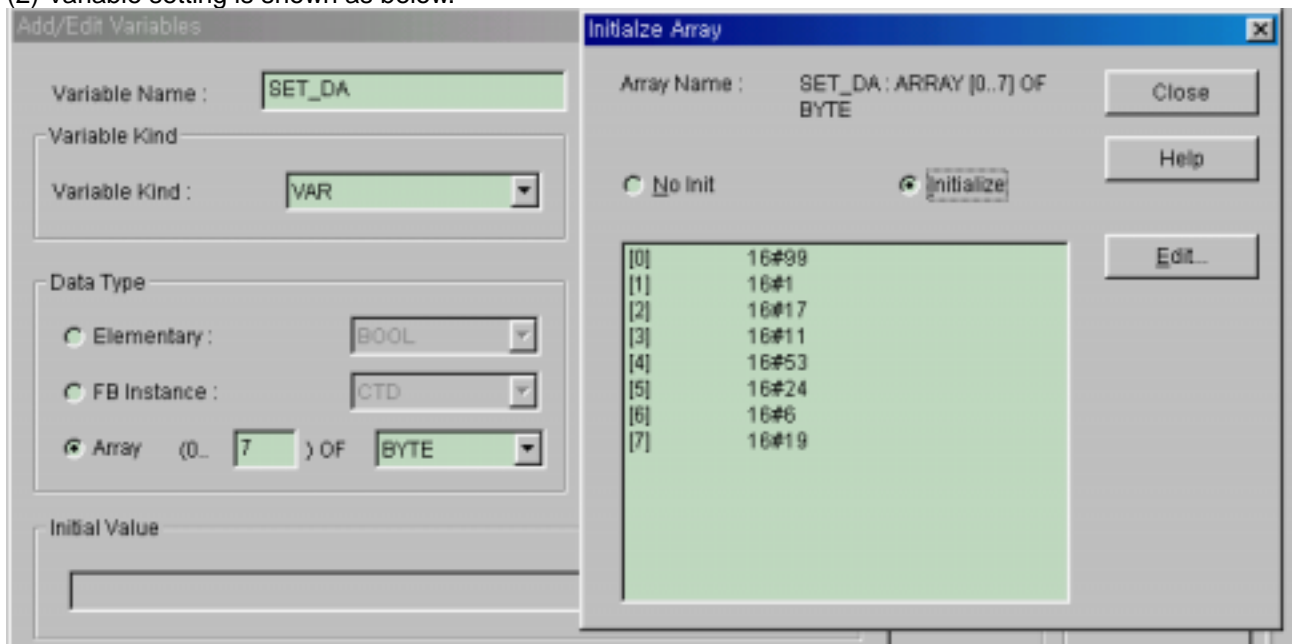 (2) Variable setting is shown as below.
Add/Edit Variables
Variable Name : SET_DA
Variable Kind
Variable Kind : VAR
Data Type
Elementary : BOOL
FB Instance : CTD
Array (0.. 7 ) OF BYTE
Initial Value
Initialze Array
Array Name : SET_DA : ARRAY [0..7] OF
BYTE
Close
Help
No Init Initialize
Edit...
[0] 16#99
[1] 16#1
[2] 16#17
[3] 16#11
[4] 16#53
[5] 16#24
[6] 16#6
[7] 16#19